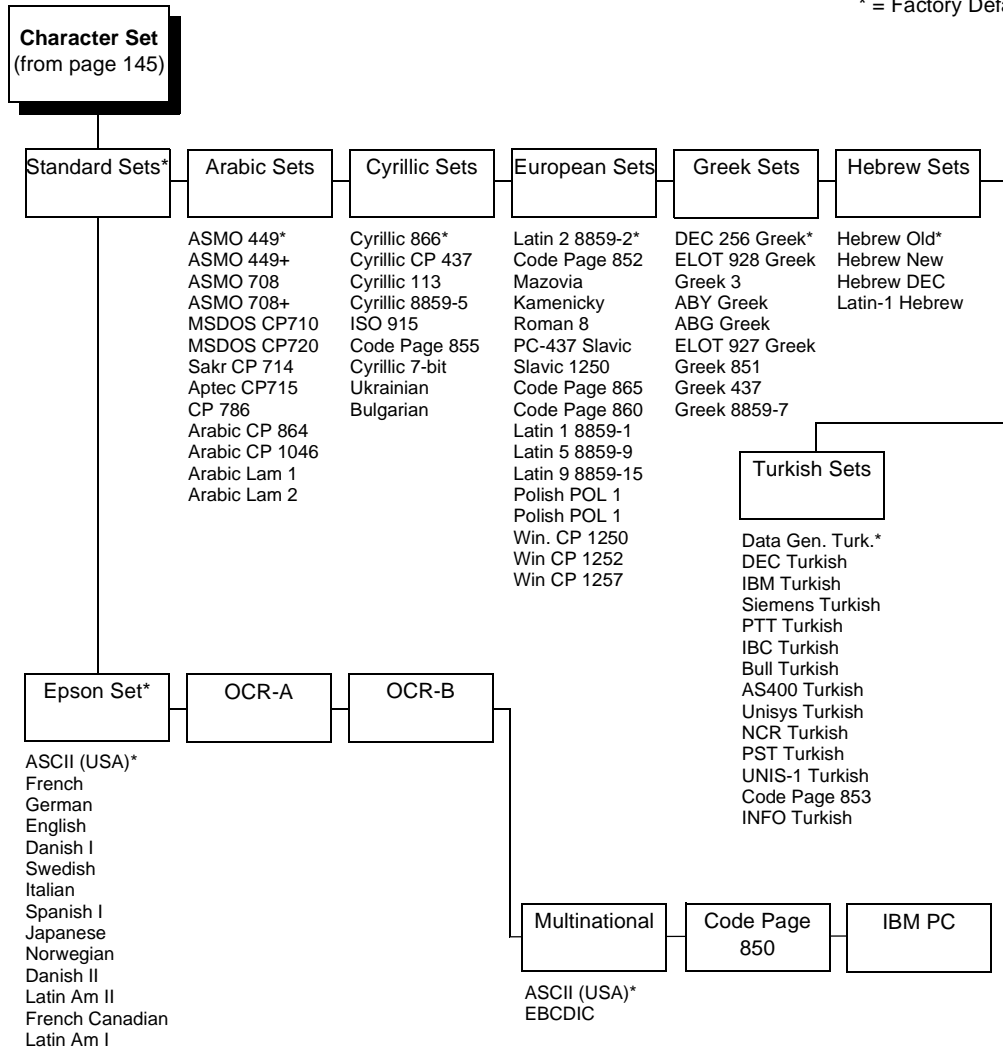 * = Factory Defa
Character Set
(from page 145)
Standard Sets*
Arabic Sets
Cyrillic Sets
European Sets
Greek Sets
Hebrew Sets
ASMO 449*
ASMO 449+
ASMO 708
ASMO 708+
MSDOS CP710
MSDOS CP720
Sakr CP 714
Aptec CP715
CP 786
Arabic CP 864
Arabic CP 1046
Arabic Lam 1
Arabic Lam 2
Cyrillic 866*
Cyrillic CP 437
Cyrillic 113
Cyrillic 8859-5
ISO 915
Code Page 855
Cyrillic 7-bit
Ukrainian
Bulgarian
Latin 2 8859-2*
Code Page 852
Mazovia
Kamenicky
Roman 8
PC-437 Slavic
Slavic 1250
Code Page 865
Code Page 860
Latin 1 8859-1
Latin 5 8859-9
Latin 9 8859-15
Polish POL 1
Polish POL 1
Win. CP 1250
Win CP 1252
Win CP 1257
DEC 256 Greek*
ELOT 928 Greek
Greek 3
ABY Greek
ABG Greek
ELOT 927 Greek
Greek 851
Greek 437
Greek 8859-7
Hebrew Old*
Hebrew New
Hebrew DEC
Latin-1 Hebrew
Turkish Sets
Data Gen. Turk.*
DEC Turkish
IBM Turkish
Siemens Turkish
PTT Turkish
IBC Turkish
Bull Turkish
AS400 Turkish
Unisys Turkish
NCR Turkish
PST Turkish
UNIS-1 Turkish
Code Page 853
INFO Turkish
Epson Set*
OCR-A
OCR-B
ASCII (USA)*
French
German
English
Danish I
Swedish
Italian
Spanish I
Japanese
Norwegian
Danish II
Latin Am II
French Canadian
Latin Am I
Multinational
Code Page
850
IBM PC
ASCII (USA)*
EBCDIC